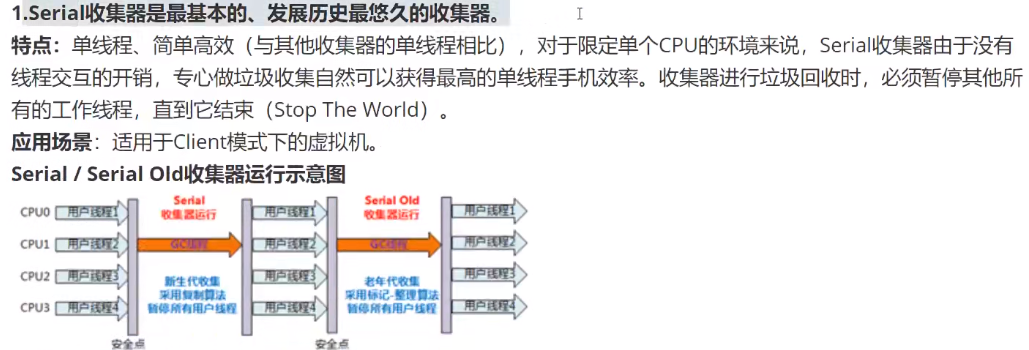 1.Serial收集器是最基本的、发展历史最悠久的收集器。
特点：单线程、简单高效（与其他收集器的单线程相比），对于限定单个CPU的环境来说，Serial收集器由于没有
线程交互的开销，专心做垃圾收集自然可以获得最高的单线程手机效率。收集器进行垃圾回收时，必须暂停其他所
有的工作线程，直到它结束（Stop The World）。
应用场景：适用于Client模式下的虚拟机。
Serial / Serial Old收集器运行示意图
Serial
收集器运行
Serial Old
收集器运行
CPU0 用户线程1 用户线程1 用户线程1
CPU1 用户线程2 GC线程 用户线程2 GC线程 用户线程2
CPU2 用户线程3 用户线程3 用户线程3
CPU3 用户线程4 用户线程4 用户线程4
新生代收集
采用复制算法
暂停所有用户线程
老年代收集
采用标记-整理算法
暂停所有用户线程
安全点 安全点